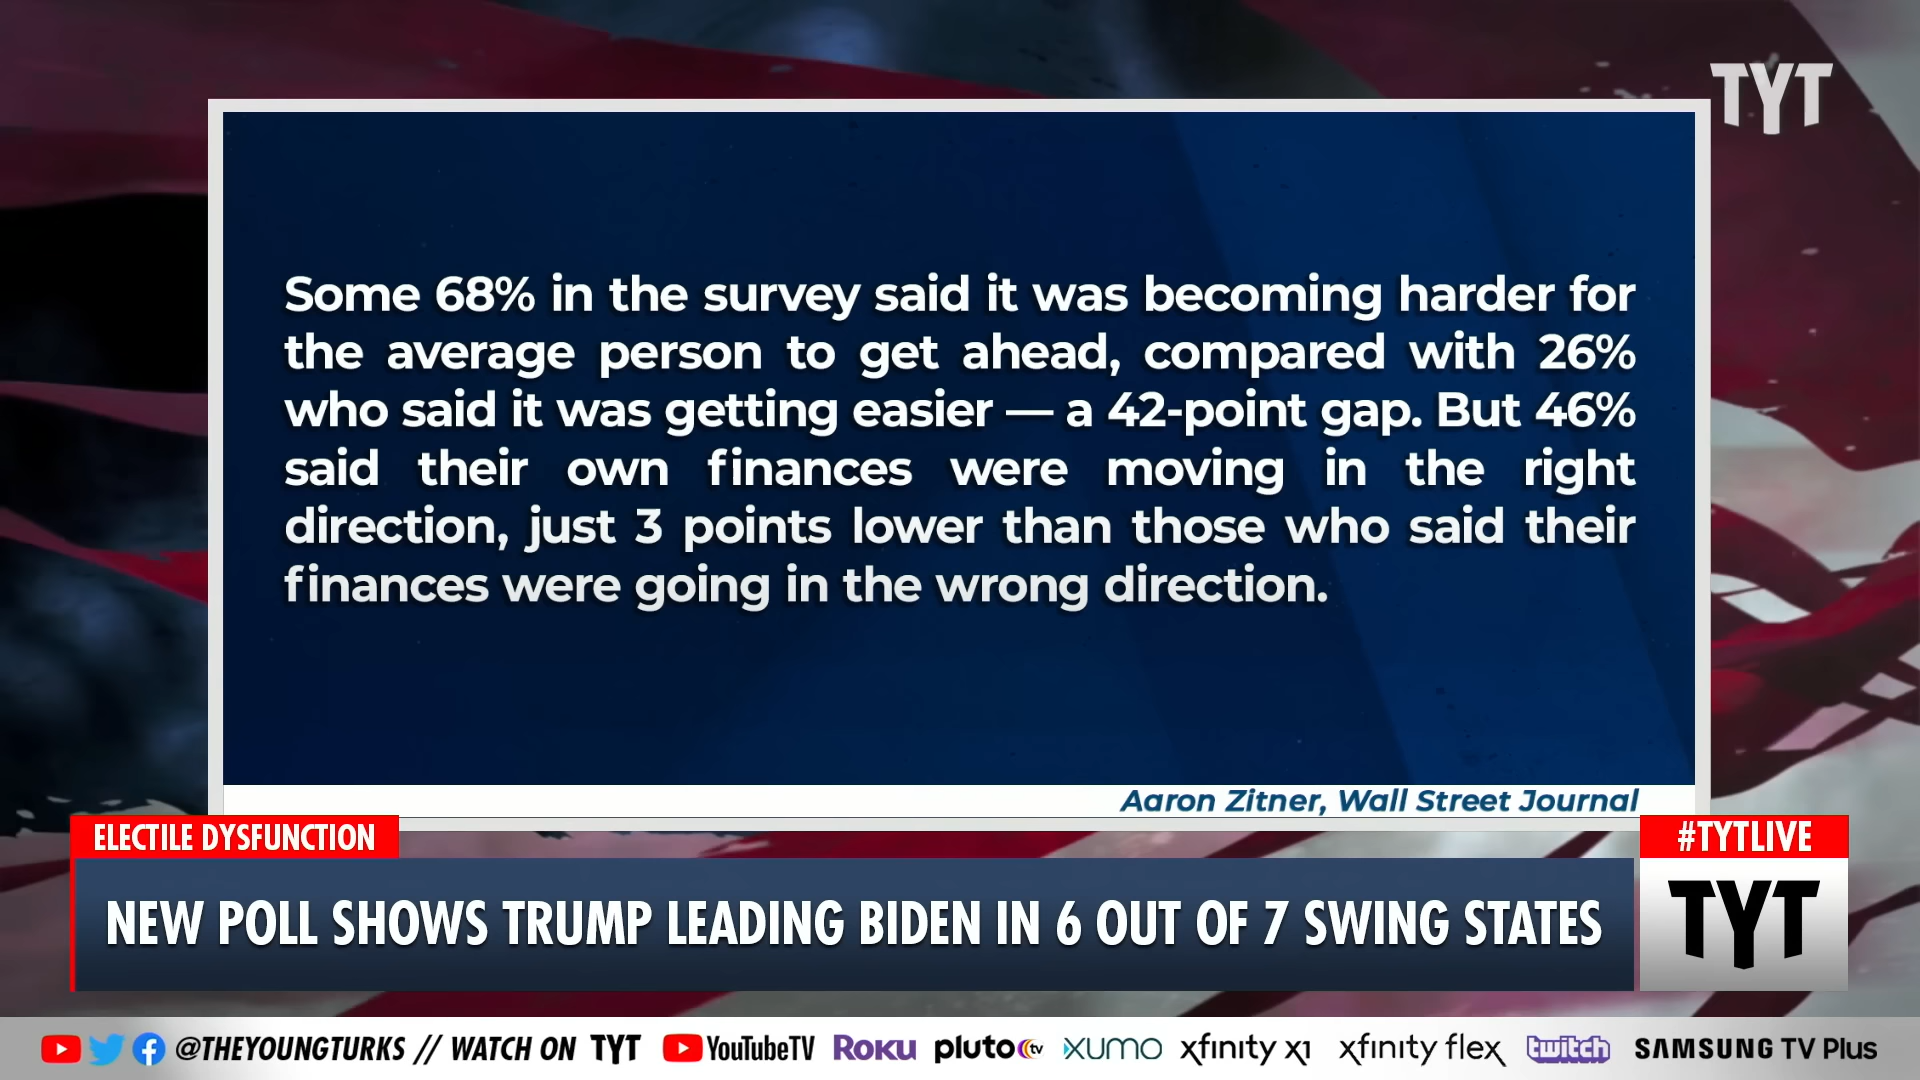 TYT
Some 68% in the survey said it was becoming harder for
the average person to get ahead, compared with 26%
who said it was getting easier — a 42-point gap. But 46%
said their own finances were moving in the right
direction, just 3 points lower than those who said their
finances were going in the wrong direction.
Aaron Zitner, Wall Street Journal
ELECTILE DYSFUNCTION
#TYTLIVE
NEW POLL SHOWS TRUMP LEADING BIDEN IN 6 OUT OF 7 SWING STATES
TYT
@THEYOUNGTURKS // WATCH ON TYT YouTubeTV ROKU pluto tv XUMO xfinity x1 xfinity flex twitch SAMSUNG TV Plus